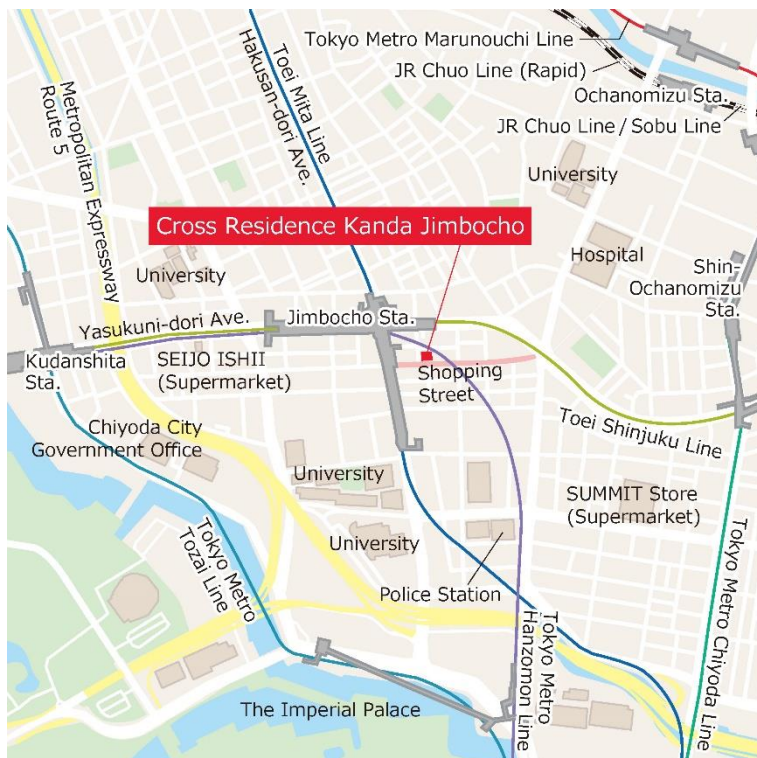 Tokyo Metro Marunouchi Line
JR Chuo Line (Rapid)
Ochanomizu Sta.
JR Chuo Line / Sobu Line
Toei Mita Line
Hakusan-dori Ave.
Metropolitan Expressway
Route 5
University
Cross Residence Kanda Jimbocho
University
Hospital
Shin-
Ochanomizu
Sta.
Jimbocho Sta.
Yasukuni-dori Ave.
Kudanshita
Sta.
SEIJO ISHII
(Supermarket)
Shopping
Street
Toei Shinjuku Line
Chiyoda City
Government Office
University
SUMMIT Store
(Supermarket)
University
Police Station
Tokyo Metro
Tozai Line
Tokyo Metro
Hanzomon Line
Tokyo Metro Chiyoda Line
The Imperial Palace